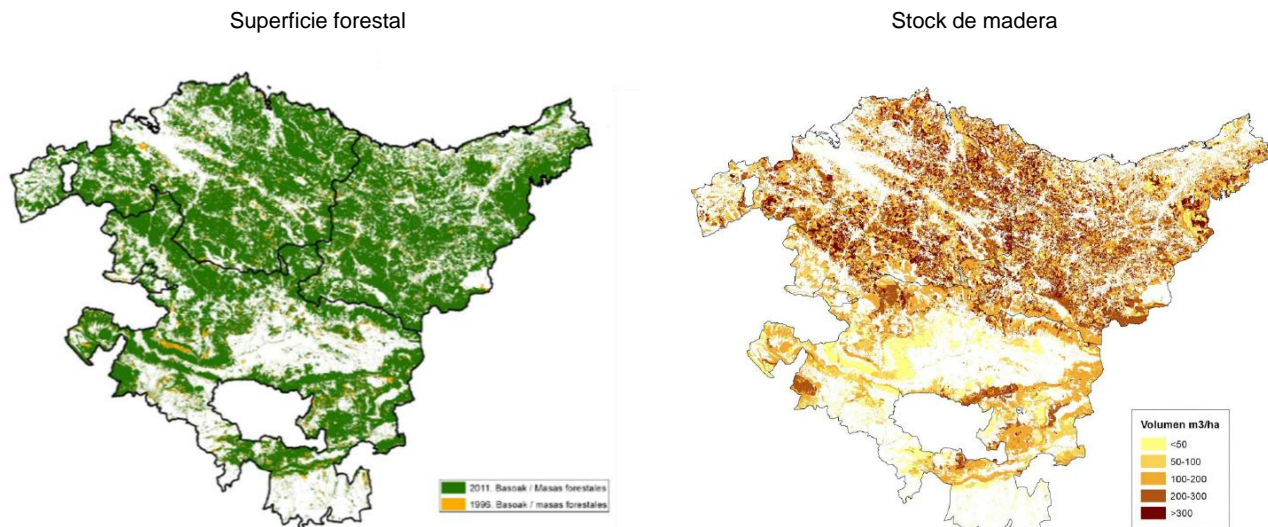 Superficie forestal
Stock de madera
2011. Basoak / Masas forestales
1996. Basoak / masas forestales
Volumen m3/ha
<50
50-100
100-200
200-300
>300